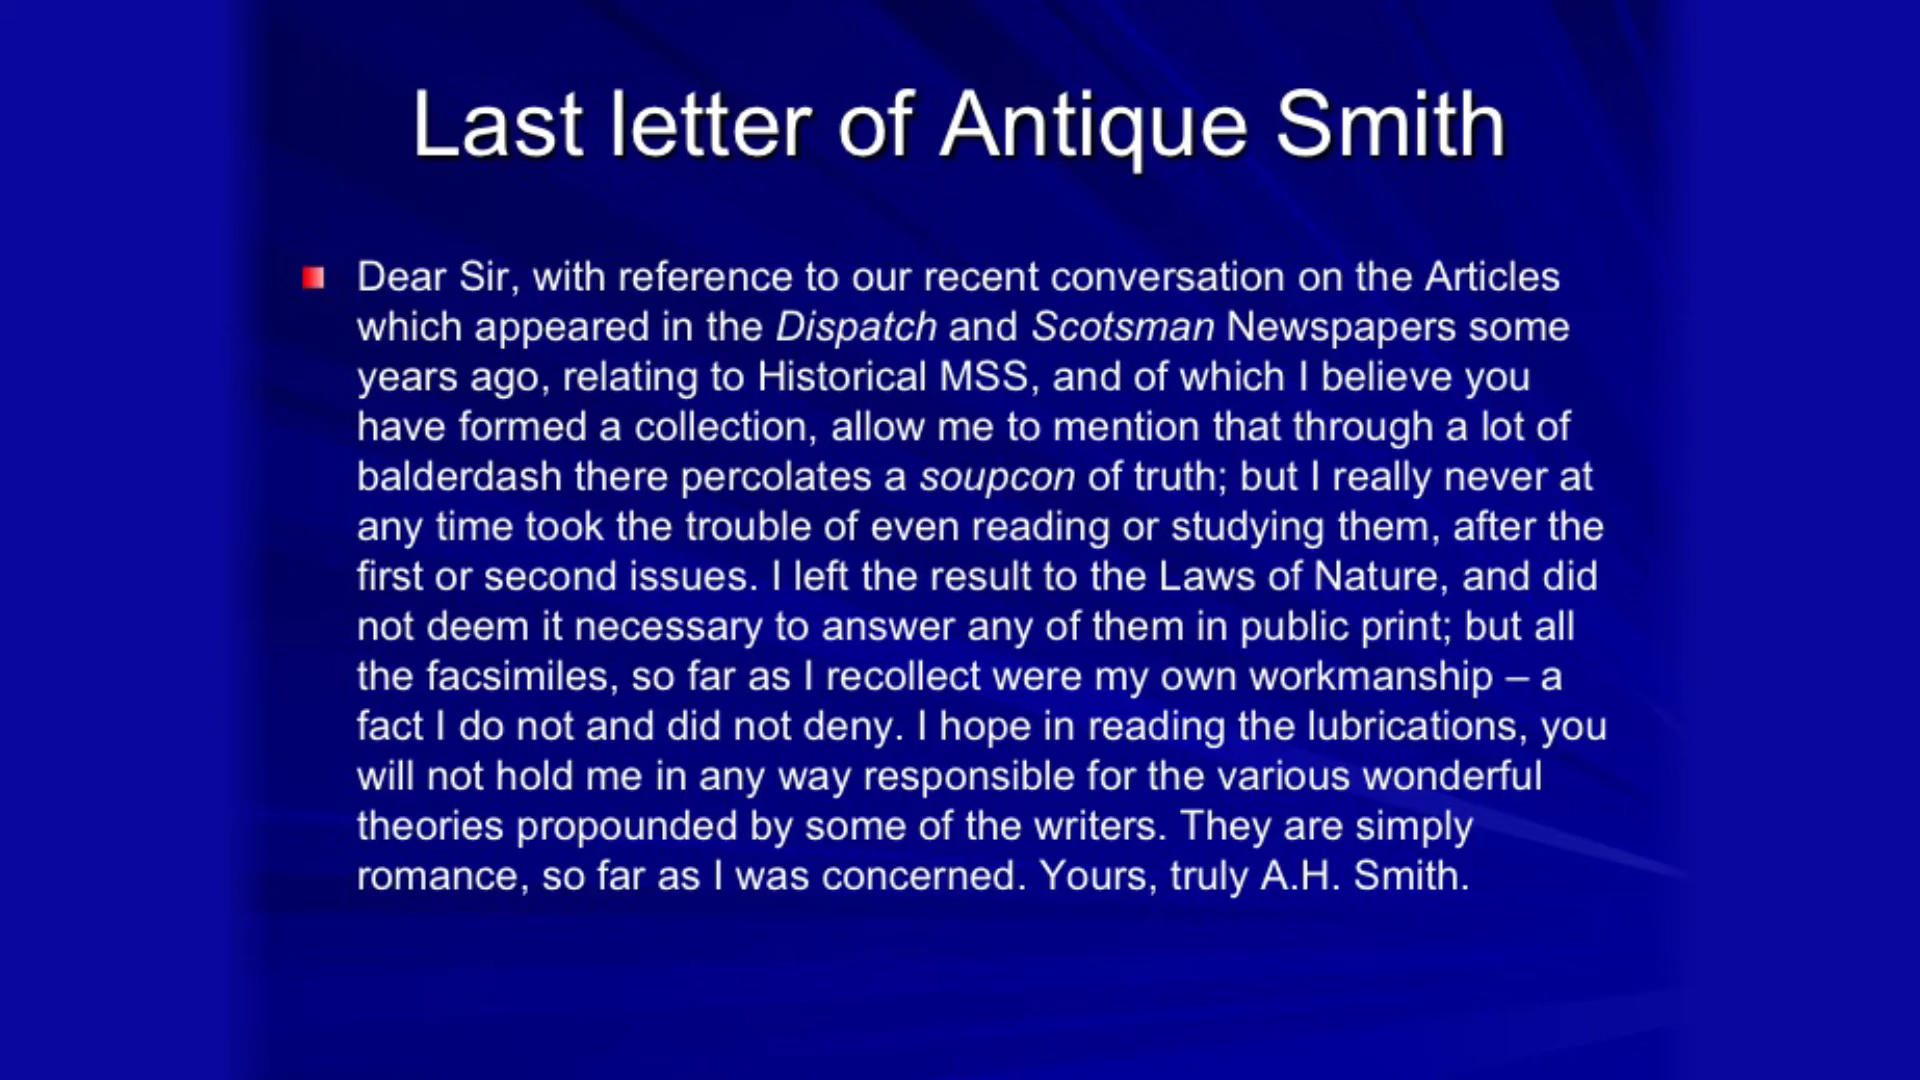 Last letter of Antique Smith
Dear Sir, with reference to our recent conversation on the Articles
which appeared in the Dispatch and Scotsman Newspapers some
years ago, relating to Historical MSS, and of which I believe you
have formed a collection, allow me to mention that through a lot of
balderdash there percolates a soupcon of truth; but I really never at
any time took the trouble of even reading or studying them, after the
first or second issues. I left the result to the Laws of Nature, and did
not deem it necessary to answer any of them in public print; but all
the facsimiles, so far as I recollect were my own workmanship – a
fact I do not and did not deny. I hope in reading the lubrications, you
will not hold me in any way responsible for the various wonderful
theories propounded by some of the writers. They are simply
romance, so far as I was concerned. Yours, truly A.H. Smith.